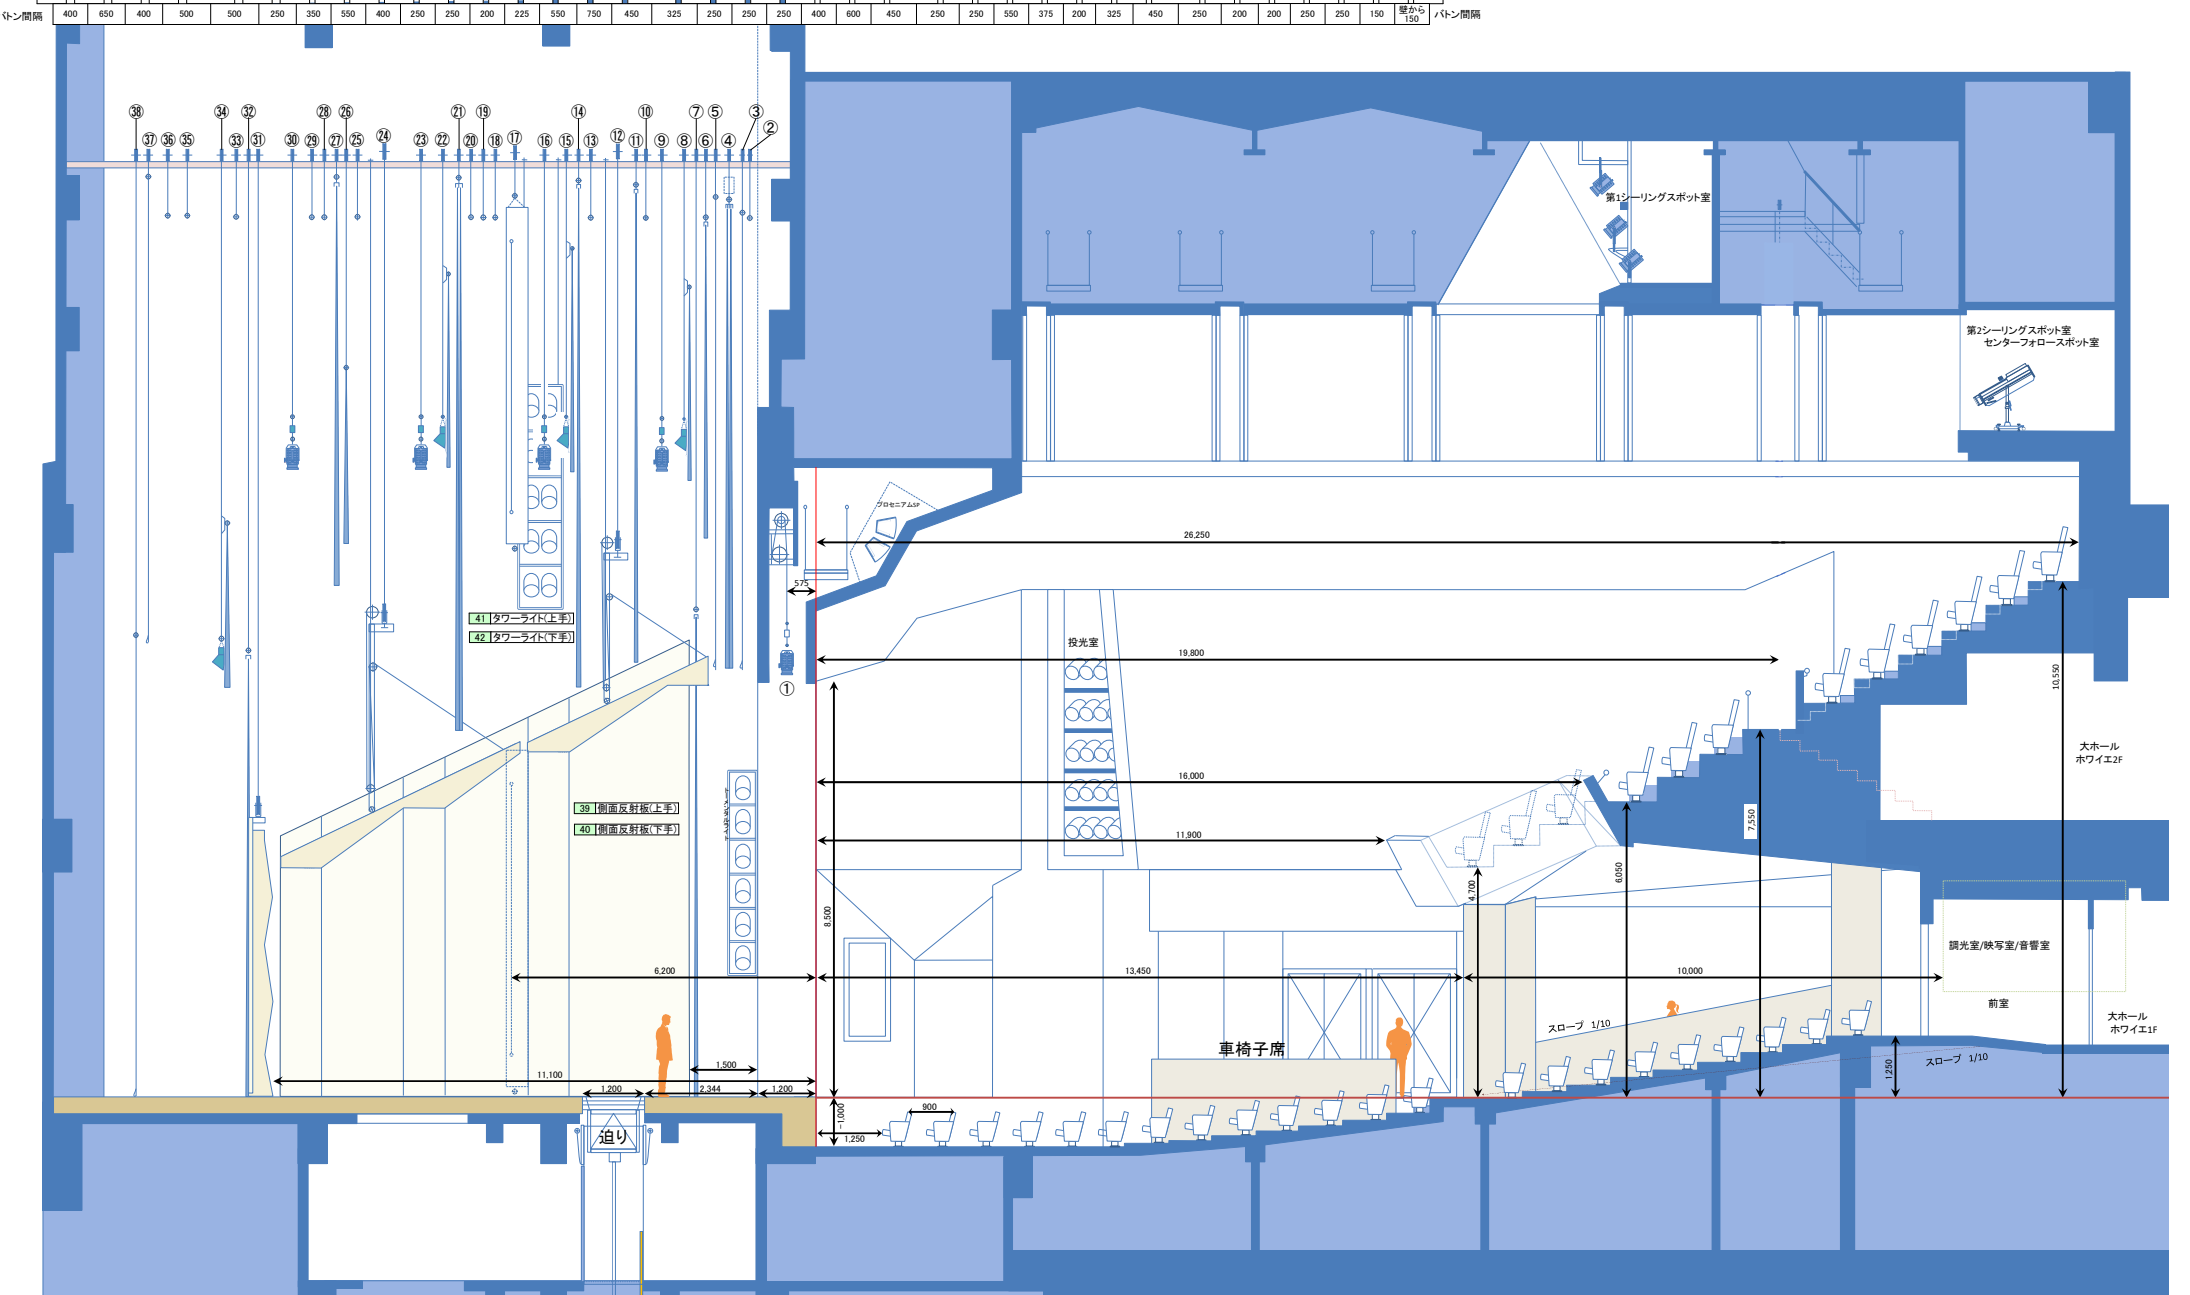 バトン間隔 400 650 400 500 500 250 350 550 400 250 250 200 225 550 750 450 325 250 250 250 400 600 450 250 250 550 375 200 325 450 250 200 200 250 250 150 壁から150 バトン間隔
㊳ ㉞ ㉜ ㉘ ㉖ ㉑ ⑲ ⑭ ⑩ ⑦ ⑤ ③
㊲ ㊱ ㉟ ㉝ ㉛ ㉚ ㉙ ㉗ ㉕ ㉔ ㉓ ㉒ ⑳ ⑱ ⑰ ⑯ ⑮ ⑬ ⑫ ⑪ ⑨ ⑧ ⑥ ④ ②
第1シーリングスポット室
第2シーリングスポット室
センターフォロースポット室
プロセニアムSP
26,250
575
41 タワーライト(上手)
42 タワーライト(下手)
投光室
19,800
①
10,550
大ホール
ホワイエ2F
16,000
トーメンタルライト
39 側面反射板(上手)
40 側面反射板(下手)
7,550
11,900
6,050
4,700
8,500
調光室/映写室/音響室
6,200
13,450
10,000
前室
大ホール
ホワイエ1F
スロープ 1/10
車椅子席
スロープ 1/10
1,500
11,100
1,250
1,200
2,344
1,200
-1,000
900
1,250
迫り